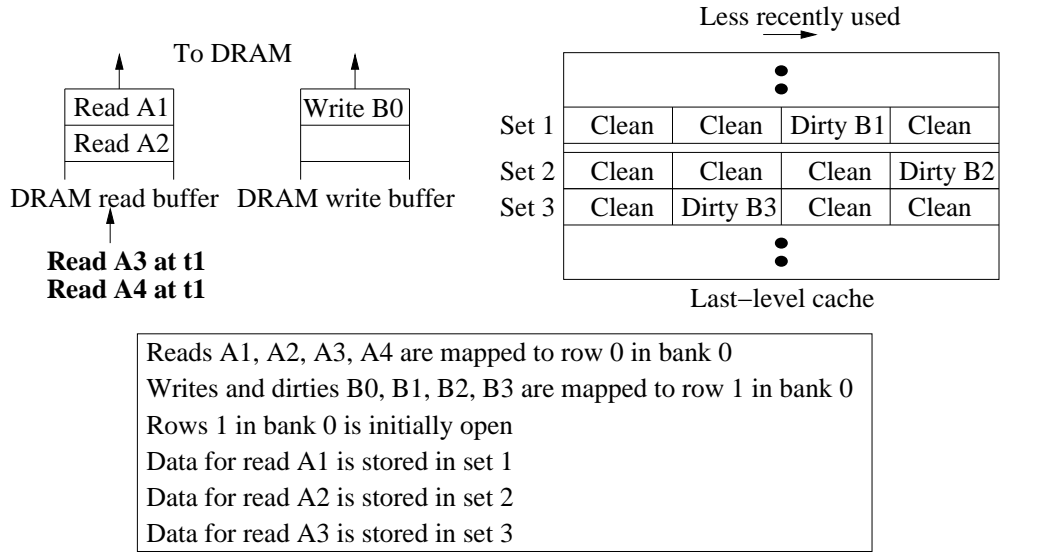 Less recently used
To DRAM
Read A1
Read A2
Write B0
DRAM read buffer
DRAM write buffer
Read A3 at t1
Read A4 at t1
Set 1 Clean Clean Dirty B1 Clean
Set 2 Clean Clean Clean Dirty B2
Set 3 Clean Dirty B3 Clean Clean
Last−level cache
Reads A1, A2, A3, A4 are mapped to row 0 in bank 0
Writes and dirties B0, B1, B2, B3 are mapped to row 1 in bank 0
Rows 1 in bank 0 is initially open
Data for read A1 is stored in set 1
Data for read A2 is stored in set 2
Data for read A3 is stored in set 3